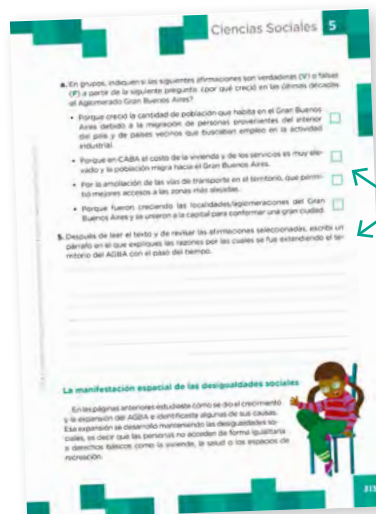 Ciencias Sociales 5
a. En grupos, indiquen si las siguientes afirmaciones son verdaderas (V) o falsas
(F) a partir de la siguiente pregunta: ¿por qué creció en las últimas décadas
el Aglomerado Gran Buenos Aires?
• Porque creció la cantidad de población que habita en el Gran Buenos
Aires debido a la migración de personas provenientes del interior
del país y de países vecinos que buscaban empleo en la actividad
industrial.
• Porque en CABA el costo de la vivienda y de los servicios es muy ele-
vado y la población migra hacia el Gran Buenos Aires.
• Por la ampliación de las vías de transporte en el territorio, que permi-
tió mejores accesos a las zonas más alejadas.
• Porque fueron creciendo las localidades/aglomeraciones del Gran
Buenos Aires y se unieron a la capital para conformar una gran ciudad.
5. Después de leer el texto y de revisar las afirmaciones seleccionadas, escribí un
párrafo en el que expliques las razones por las cuales se fue extendiendo el te-
rritorio del AGBA con el paso del tiempo.
La manifestación espacial de las desigualdades sociales
En las páginas anteriores estudiaste cómo se dio el crecimiento
y la expansión del AGBA e identificaste algunas de sus causas.
Esa expansión se desarrolló manteniendo las desigualdades so-
ciales, es decir que las personas no acceden de forma igualitaria
a derechos básicos como la vivienda, la salud o los espacios de
recreación.
313